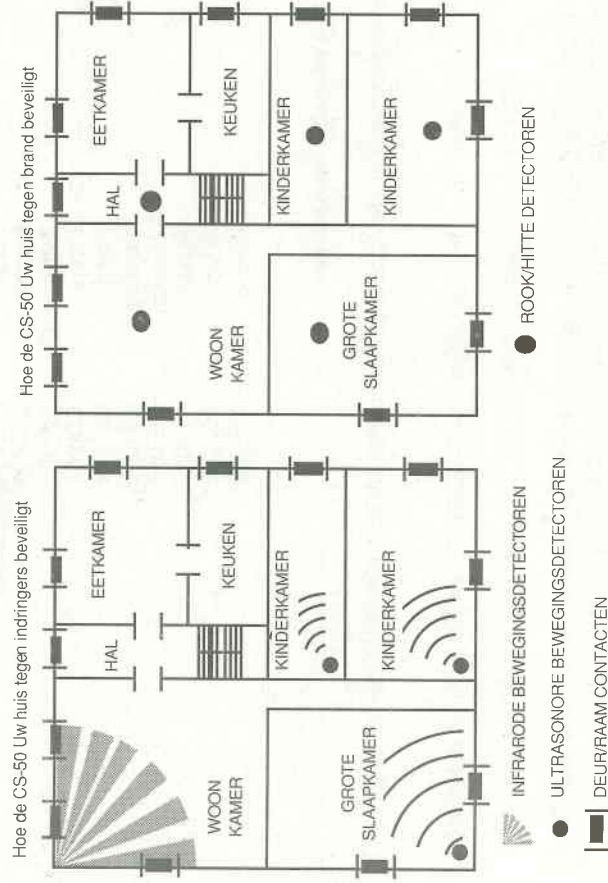 Hoe de CS-50 Uw huis tegen indringers beveiligt
HAL
EETKAMER
WOON
KAMER
KEUKEN
KINDERKAMER
GROTE
SLAAPKAMER
KINDERKAMER
INFRARODE BEWEGINGSDETECTOREN
ULTRASONORE BEWEGINGSDETECTOREN
DEUR/RAAM CONTACTEN
Hoe de CS-50 Uw huis tegen brand beveiligt
HAL
EETKAMER
WOON
KAMER
KEUKEN
KINDERKAMER
GROTE
SLAAPKAMER
KINDERKAMER
ROOK/HITTE DETECTOREN